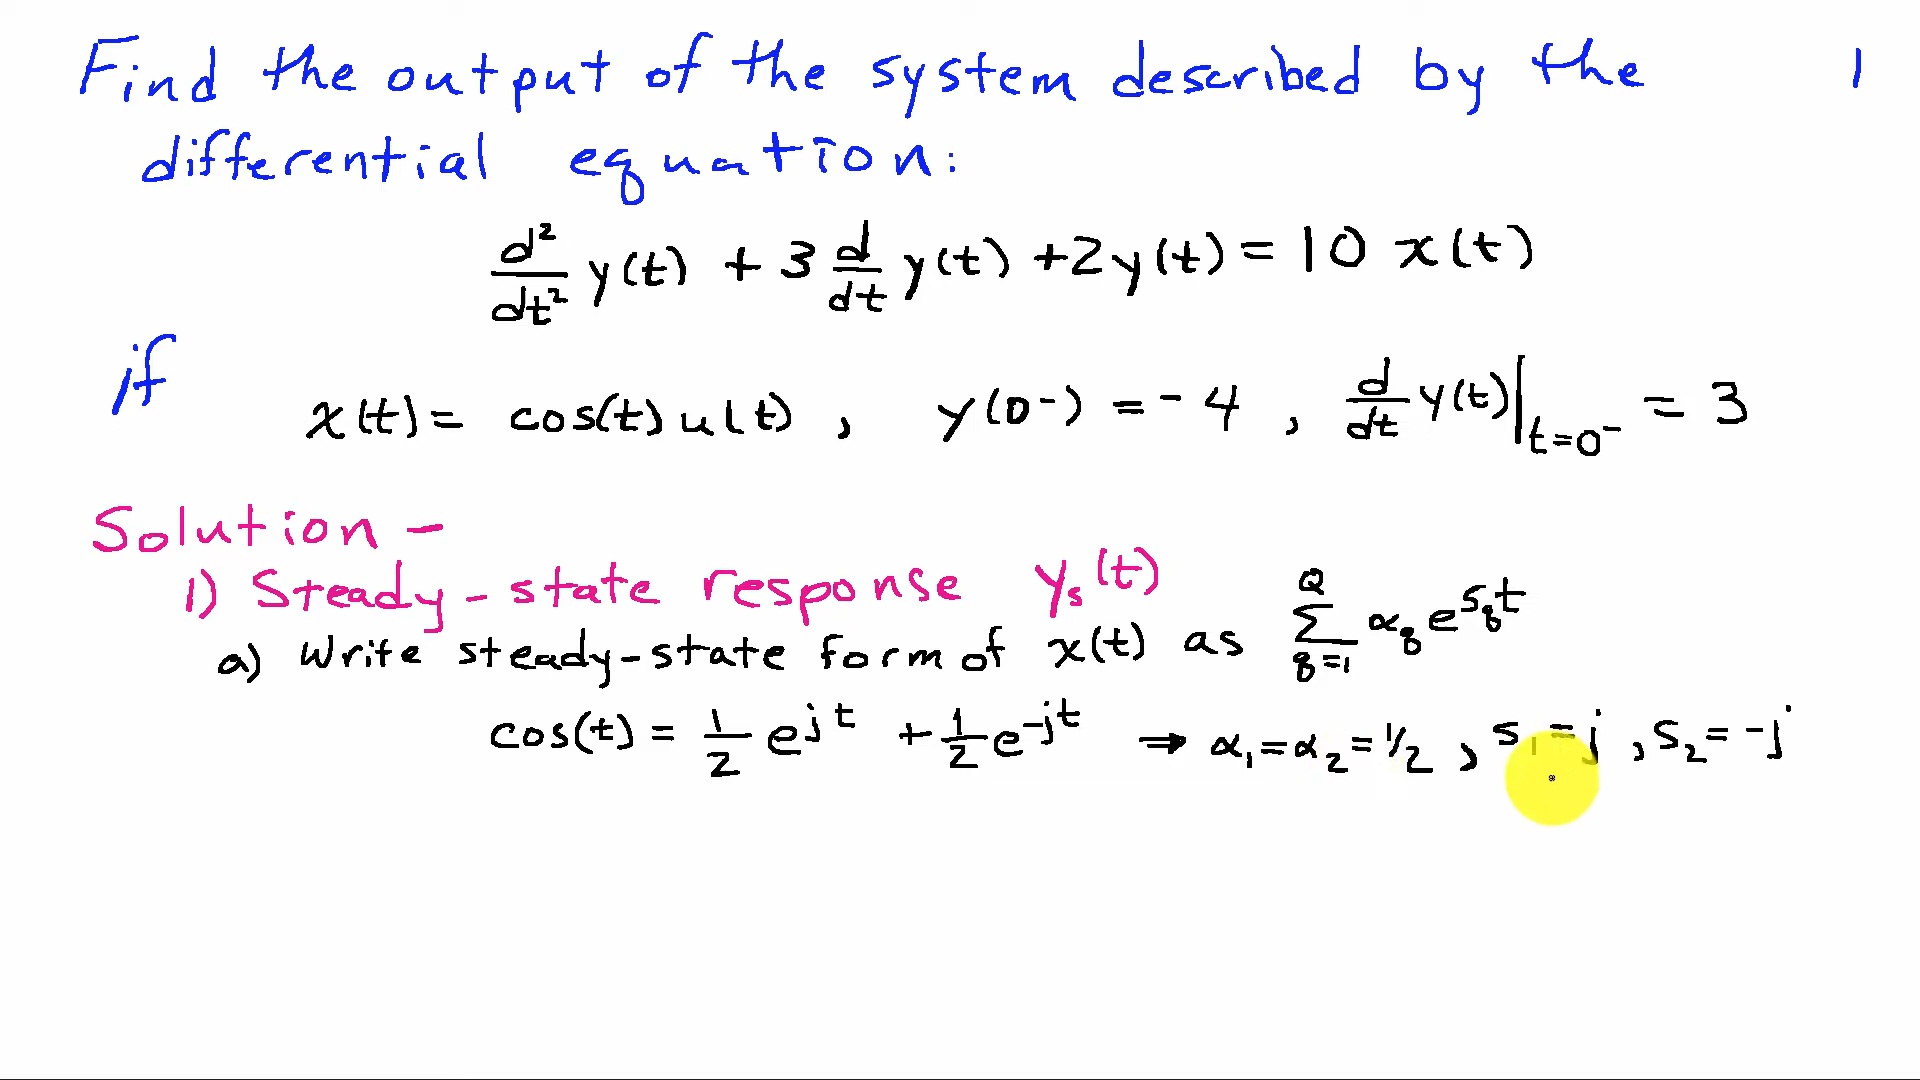 Find the output of the system described by the 1
differential equation:
d²/dt² y(t) + 3 d/dt y(t) + 2y(t) = 10 x(t)
if
x(t) = cos(t) u(t) , y(0⁻) = -4 , d/dt y(t)|t=0⁻ = 3
Solution -
1) Steady-state response yₛ(t)
a) Write steady-state form of x(t) as Q∑q=1 αq e^sqt
cos(t) = 1/2 e^jt + 1/2 e^-jt ⇒ α₁ = α₂ = 1/2 , s₁ = j , s₂ = -j